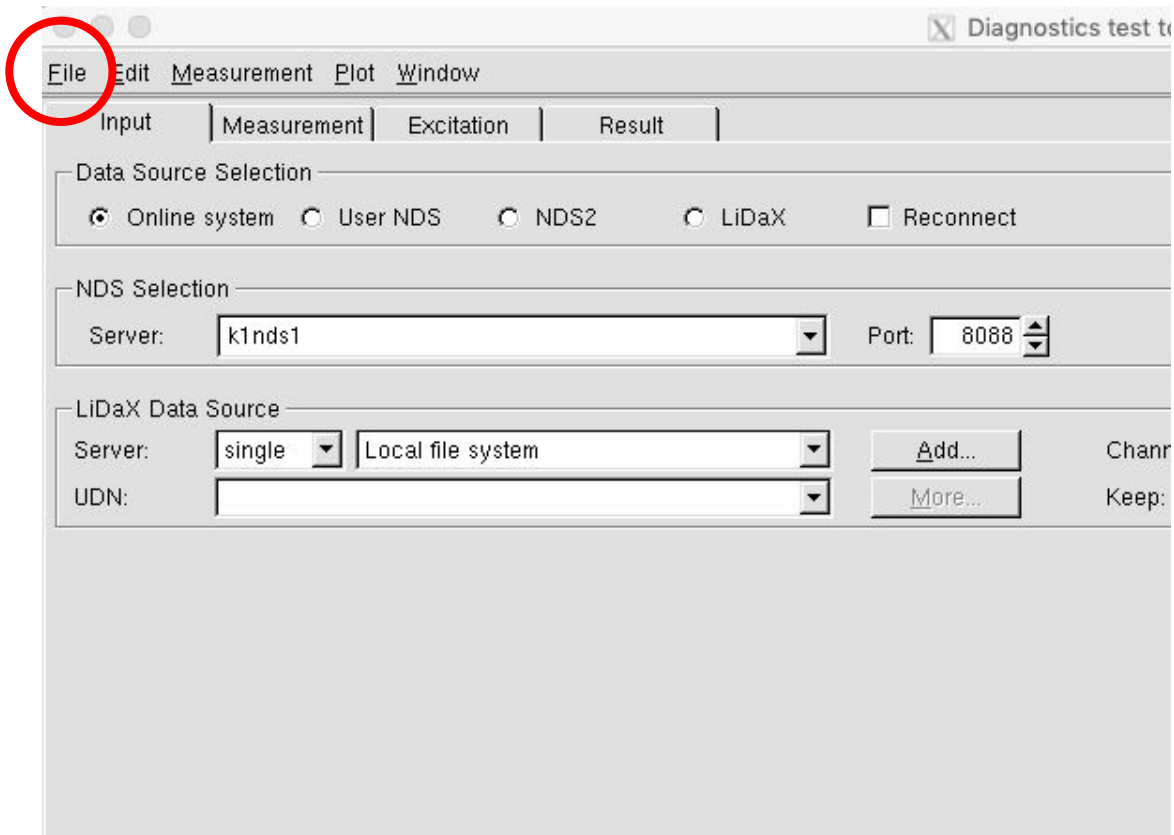 Diagnostics test to
File Edit Measurement Plot Window
Input Measurement Excitation Result
Data Source Selection
Online system User NDS NDS2 LiDaX Reconnect
NDS Selection
Server: k1nds1 Port: 8088
LiDaX Data Source
Server: single Local file system Add... Chann
UDN: More... Keep: